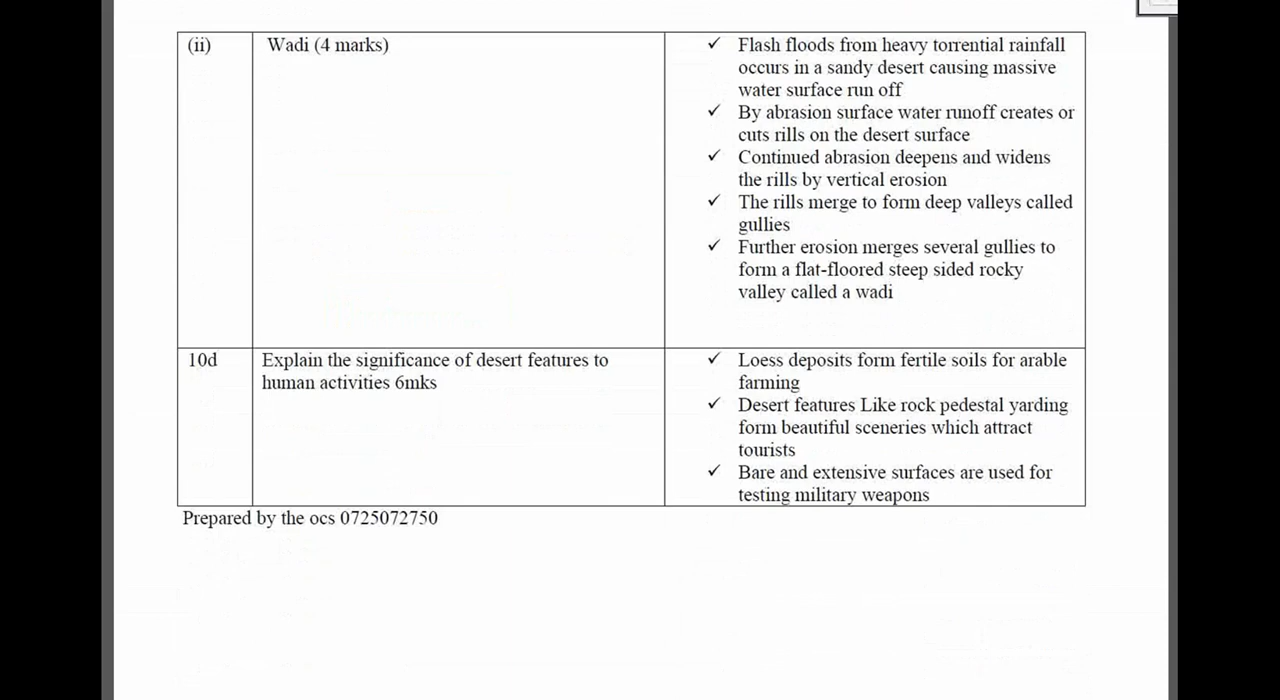 (ii) Wadi (4 marks)
✓ Flash floods from heavy torrential rainfall
occurs in a sandy desert causing massive
water surface run off
✓ By abrasion surface water runoff creates or
cuts rills on the desert surface
✓ Continued abrasion deepens and widens
the rills by vertical erosion
✓ The rills merge to form deep valleys called
gullies
✓ Further erosion merges several gullies to
form a flat-floored steep sided rocky
valley called a wadi
10d
Explain the significance of desert features to
human activities 6mks
✓ Loess deposits form fertile soils for arable
farming
✓ Desert features Like rock pedestal yarding
form beautiful sceneries which attract
tourists
✓ Bare and extensive surfaces are used for
testing military weapons
Prepared by the ocs 0725072750